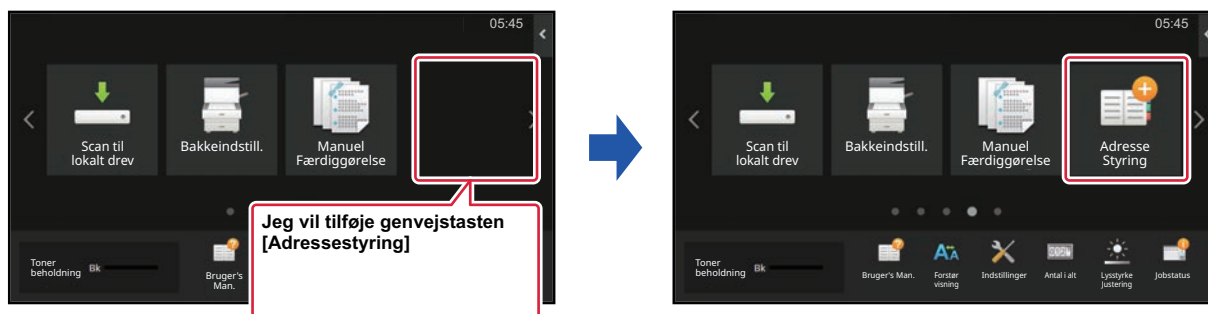 05:45
Scan til
lokalt drev
Bakkeindstill.
Manuel
Færdiggørelse
Jeg vil tilføje genvejstasten
[Adressestyring]
Toner
beholdning
Bk
Bruger's
Man.
05:45
Scan til
lokalt drev
Bakkeindstill.
Manuel
Færdiggørelse
Adresse
Styring
Toner
beholdning
Bk
Bruger's Man.
Forstør
visning
Indstillinger
Antal i alt
Lysstyrke
Justering
Jobstatus